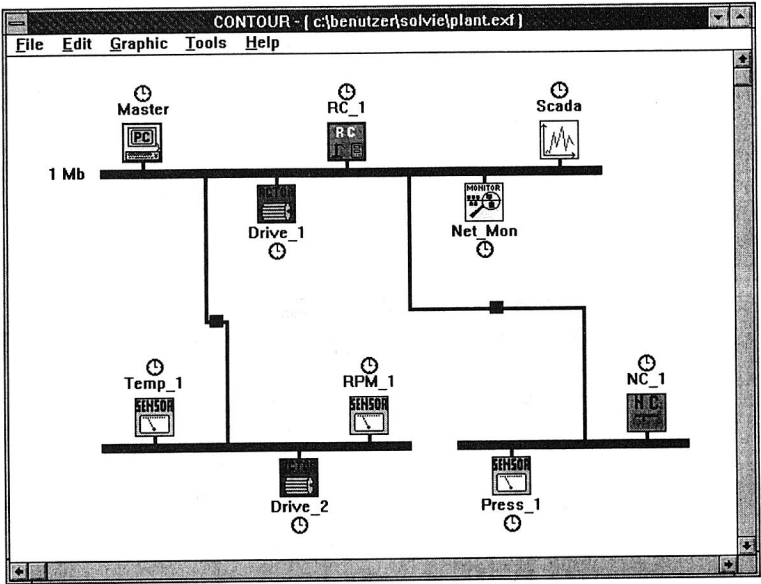 CONTOUR - ( c:\benutzer\solvie\plant.exf )
File Edit Graphic Tools Help
Master
RC_1
Scada
PC
RC
1 Mb
MONITOR
Drive_1
Net_Mon
Temp_1
RPM_1
NC_1
SENSOR
SENSOR
N.C.
SENSOR
Drive_2
Press_1